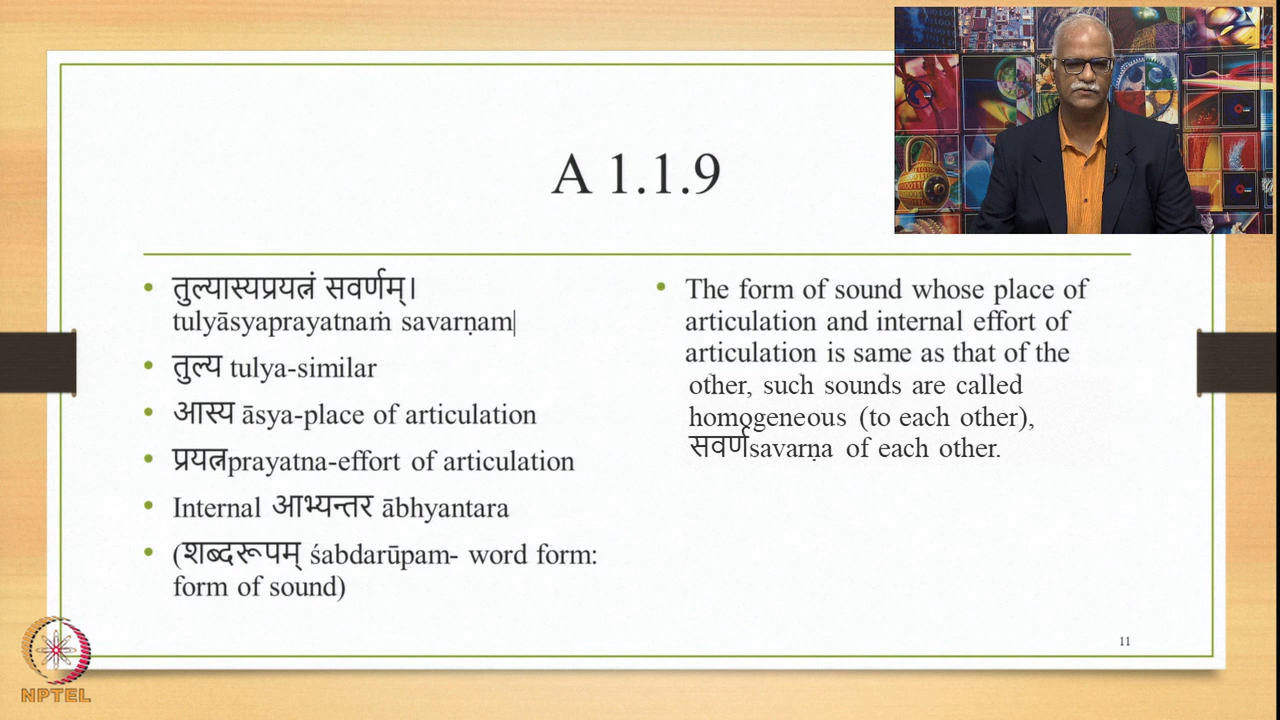 A 1.1.9
तुल्यास्यप्रयत्नं सवर्णम्।
tulyāsyaprayatnaṁ savarṇam|
तुल्य tulya-similar
आस्य āsya-place of articulation
प्रयत्नprayatna-effort of articulation
Internal आभ्यन्तर ābhyantara
(शब्दरूपम् śabdarūpam- word form:
form of sound)
The form of sound whose place of
articulation and internal effort of
articulation is same as that of the
other, such sounds are called
homogeneous (to each other),
सवर्णsavarṇa of each other.
11
NPTEL